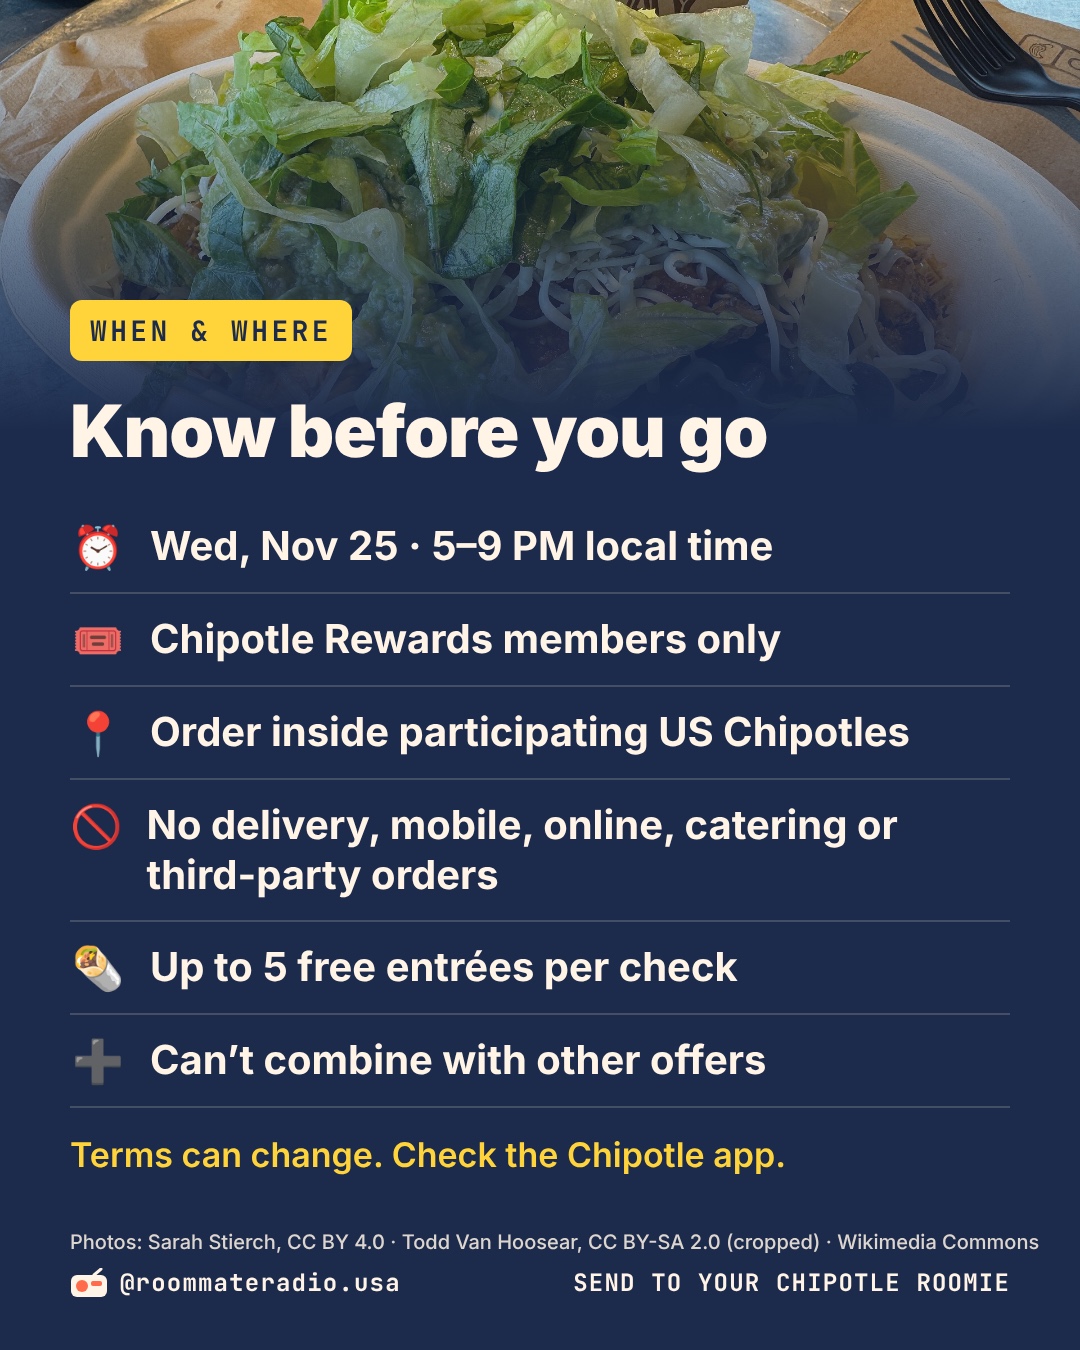 WHEN & WHERE
Know before you go
Wed, Nov 25 · 5–9 PM local time
Chipotle Rewards members only
Order inside participating US Chipotles
No delivery, mobile, online, catering or
third-party orders
Up to 5 free entrées per check
Can’t combine with other offers
Terms can change. Check the Chipotle app.
Photos: Sarah Stierch, CC BY 4.0 · Todd Van Hoosear, CC BY-SA 2.0 (cropped) · Wikimedia Commons
@roommateradio.usa
SEND TO YOUR CHIPOTLE ROOMIE